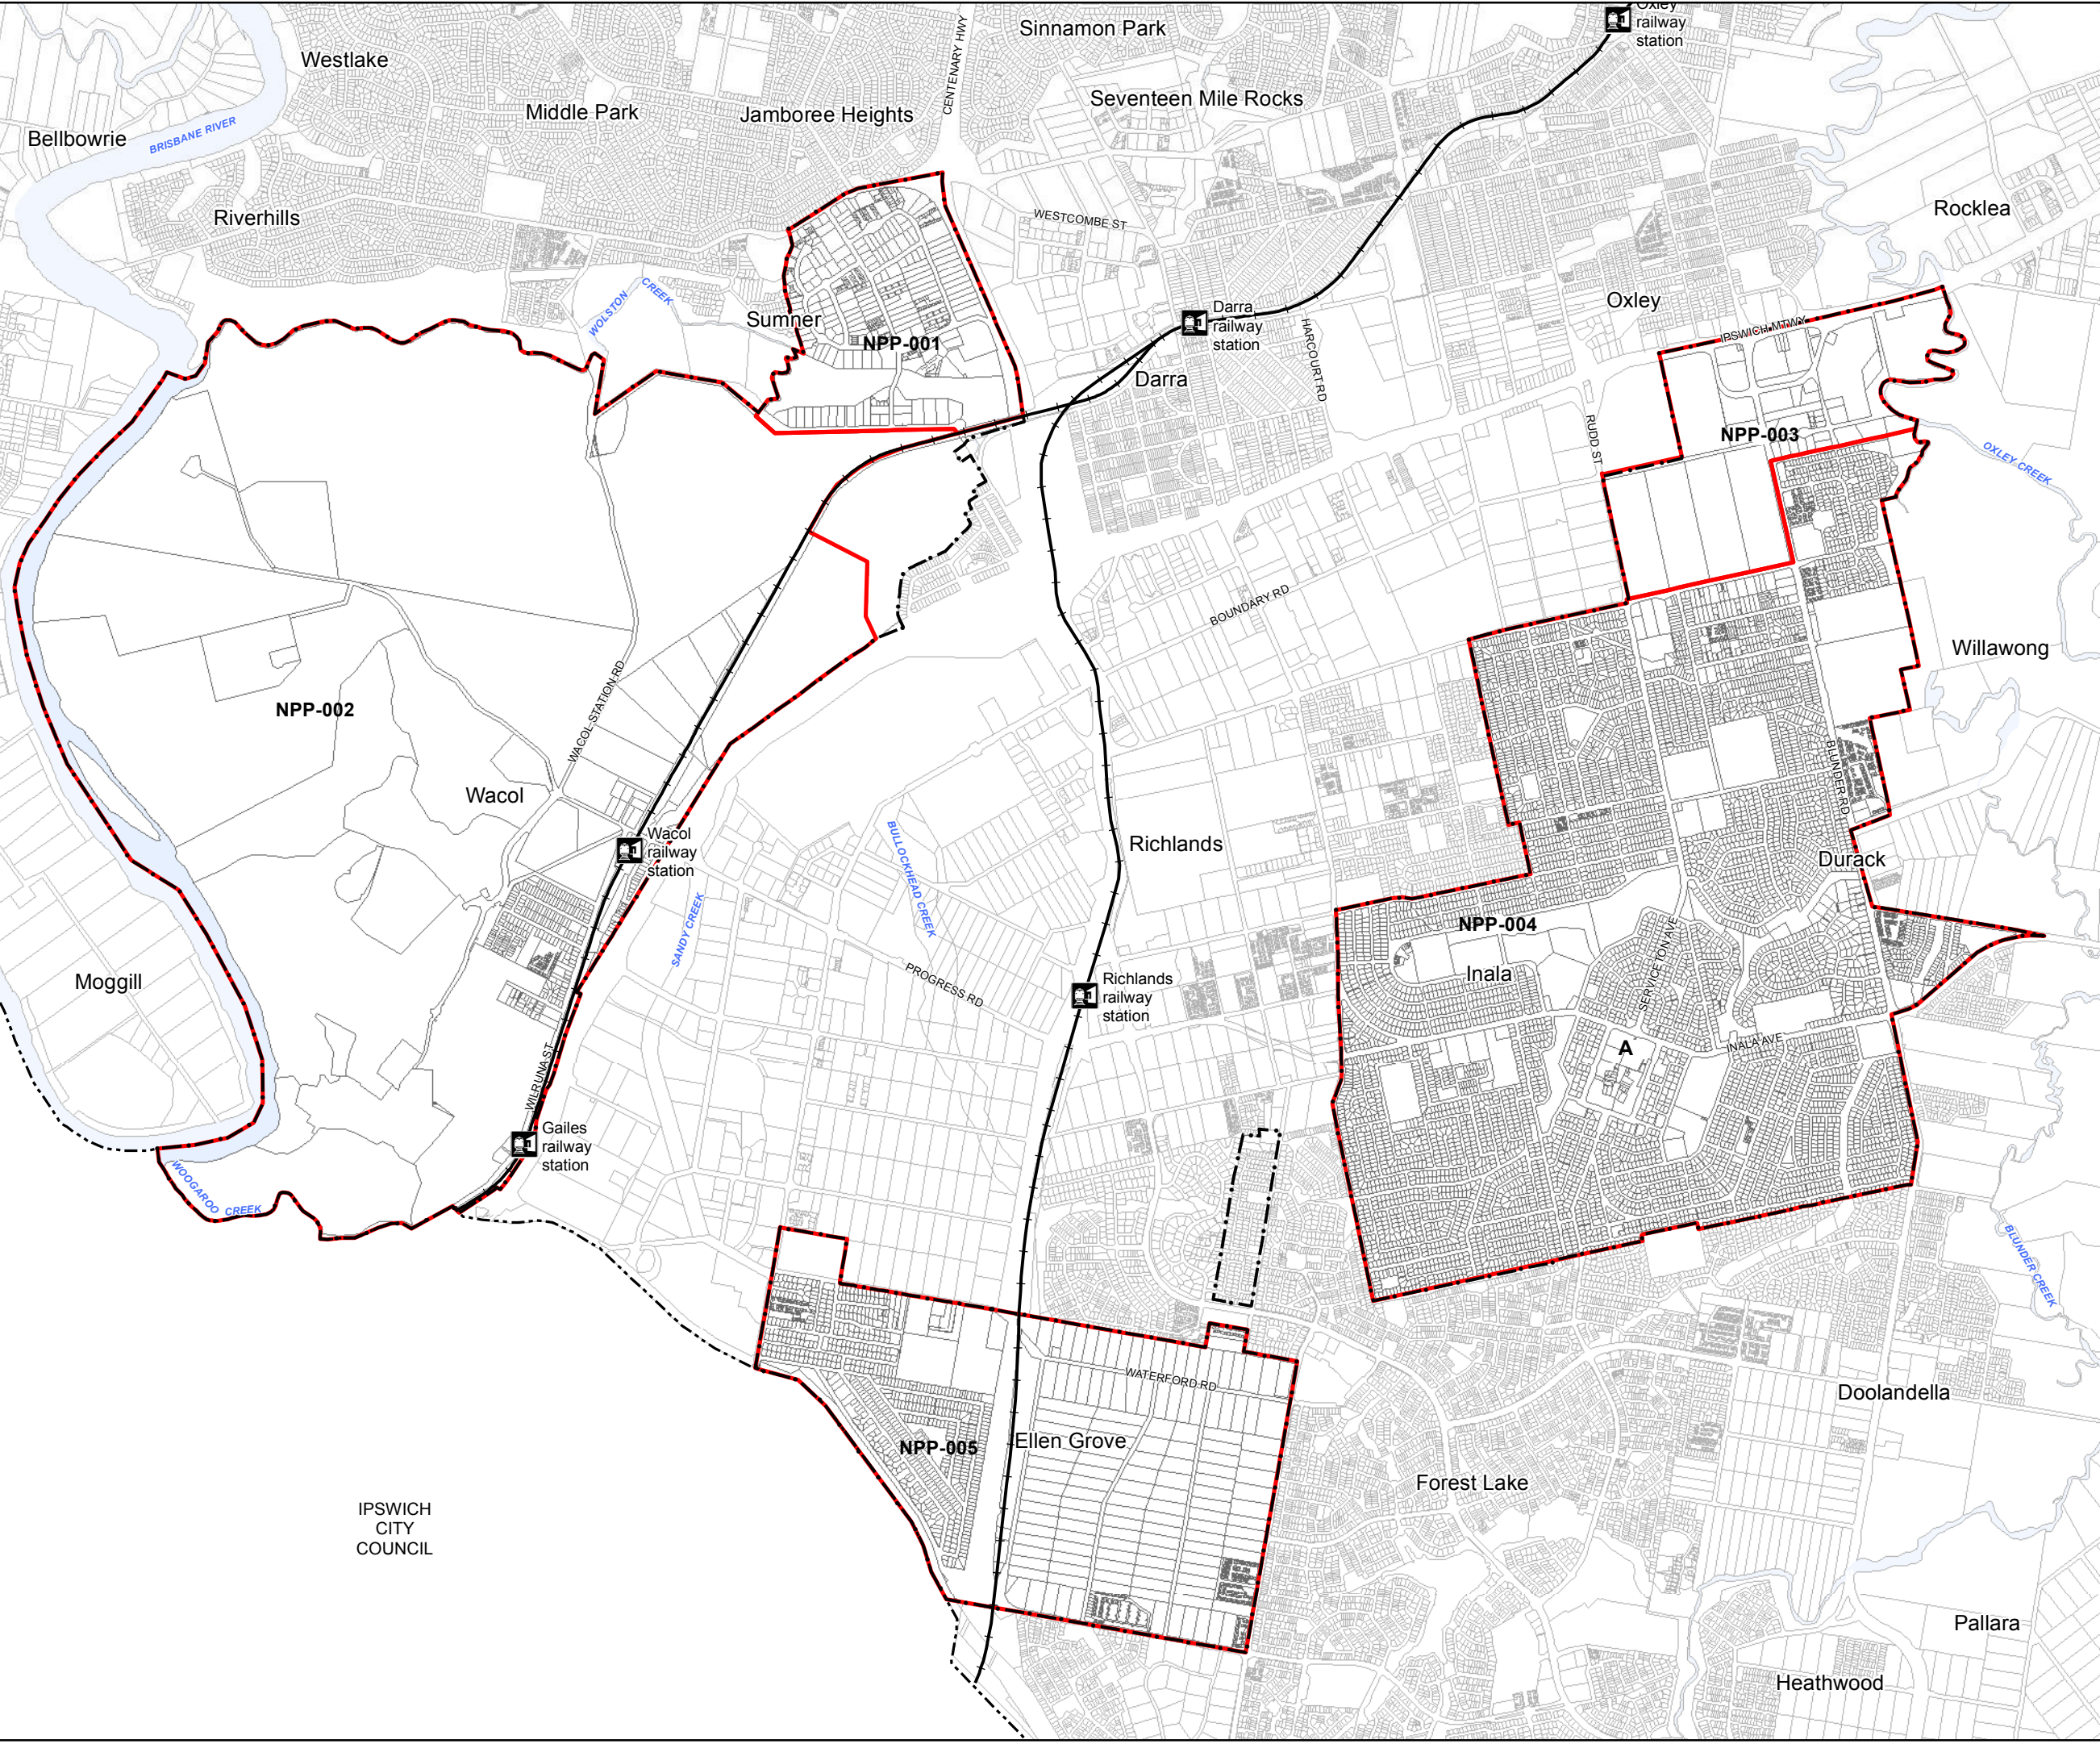 Oxley
railway
station
Sinnamon Park
CENTENARY HWY
Westlake
Seventeen Mile Rocks
Middle Park
Jamboree Heights
Bellbowrie
BRISBANE RIVER
Riverhills
WESTCOMBE ST
Rocklea
WOLSTON
CREEK
Sumner
NPP-001
Darra
railway
station
Oxley
IPSWICH MTWY
HARCOURT RD
Darra
RUDD ST
NPP-003
OXLEY CREEK
BOUNDARY RD
Willawong
WACOL STATION RD
NPP-002
BLUNDER RD
Wacol
Wacol
railway
station
BULLOCKHEAD CREEK
Richlands
Durack
SANDY CREEK
NPP-004
SERVICETON AVE
Inala
Moggill
PROGRESS RD
Richlands
railway
station
A
INALA AVE
WILRUNA ST
Gailes
railway
station
WOOGAROO
CREEK
BLUNDER CREEK
WATERFORD RD
Doolandella
NPP-005
Ellen Grove
Forest Lake
IPSWICH
CITY
COUNCIL
Pallara
Heathwood